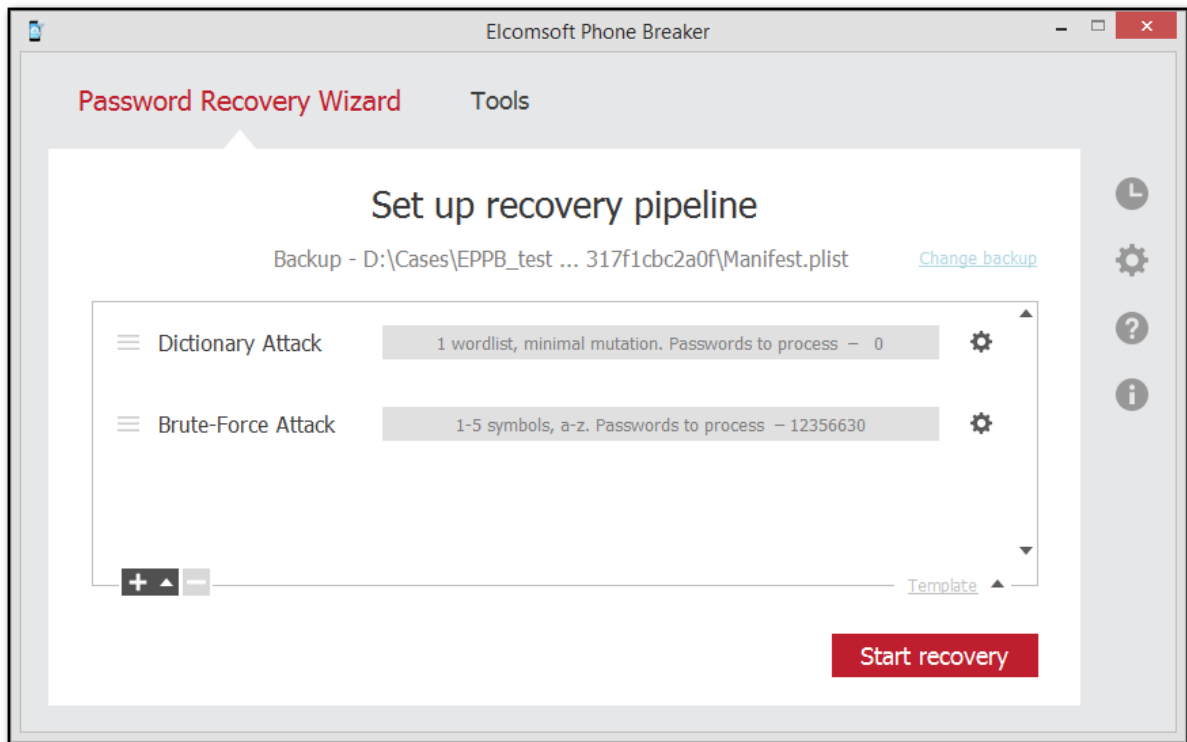 Elcomsoft Phone Breaker
Password Recovery Wizard Tools
Set up recovery pipeline
Backup - D:\Cases\EPPB_test ... 317f1cbc2a0f\Manifest.plist Change backup
Dictionary Attack 1 wordlist, minimal mutation. Passwords to process – 0
Brute-Force Attack 1-5 symbols, a-z. Passwords to process – 12356630
Template
Start recovery